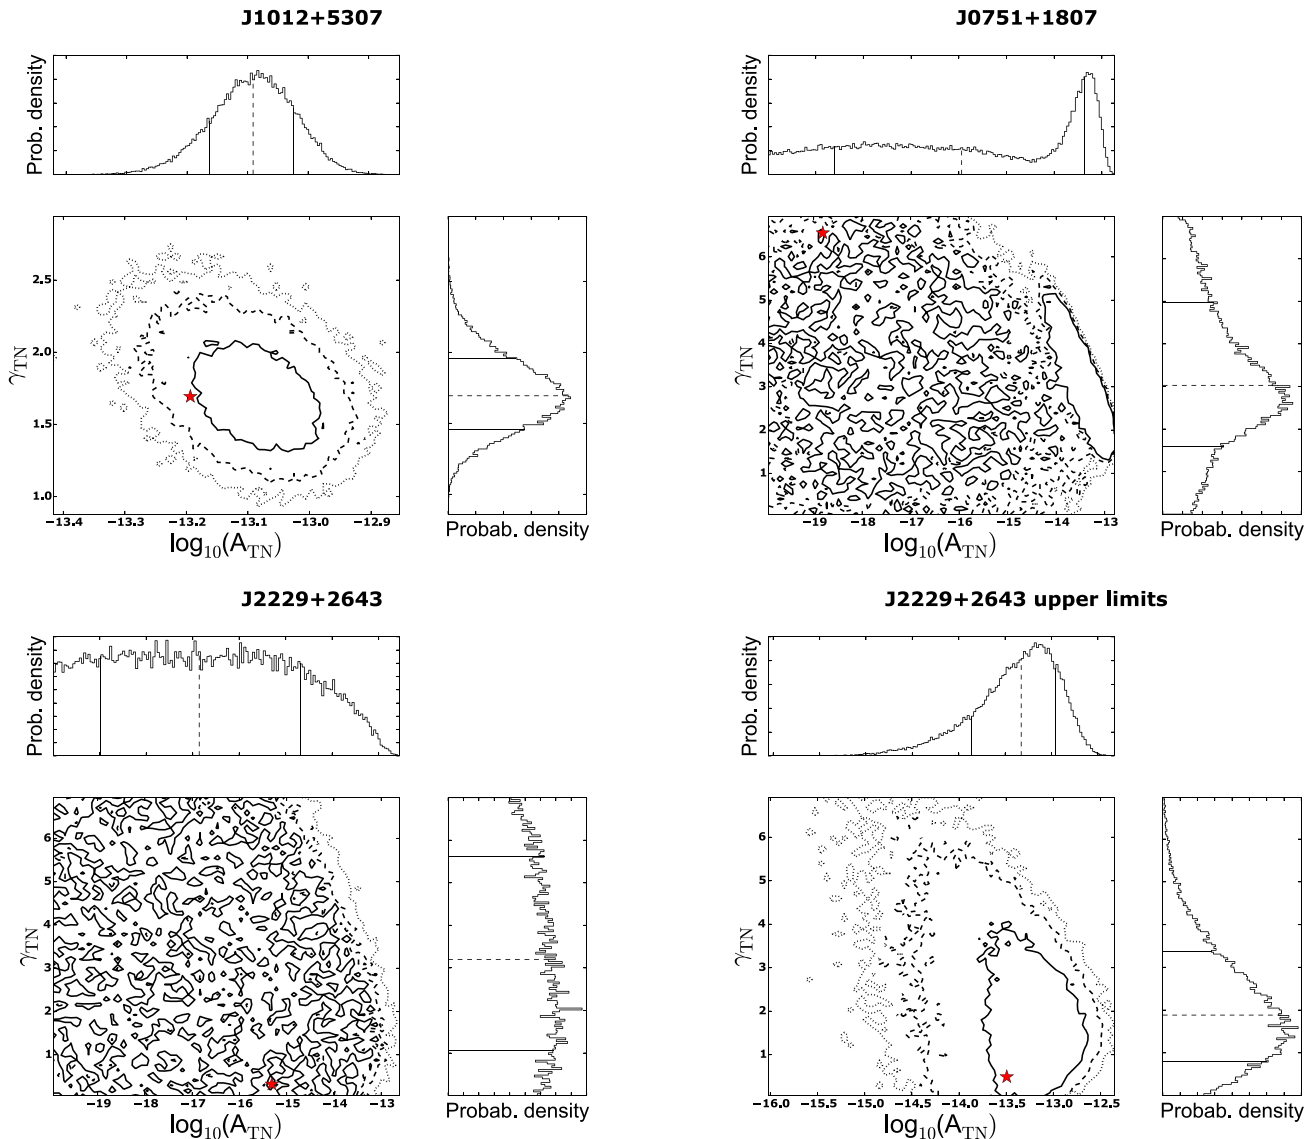 J1012+5307
Prob. density
γTN
2.5
2.0
1.5
1.0
−13.4 −13.3 −13.2 −13.1 −13.0 −12.9
log10(ATN)
Probab. density
J0751+1807
Prob. density
γTN
6
5
4
3
2
1
−19 −18 −17 −16 −15 −14 −13
log10(ATN)
Probab. density
J2229+2643
Prob. density
γTN
6
5
4
3
2
1
−19 −18 −17 −16 −15 −14 −13
log10(ATN)
Probab. density
J2229+2643 upper limits
Prob. density
γTN
6
5
4
3
2
1
−16.0 −15.5 −15.0 −14.5 −14.0 −13.5 −13.0 −12.5
log10(ATN)
Probab. density